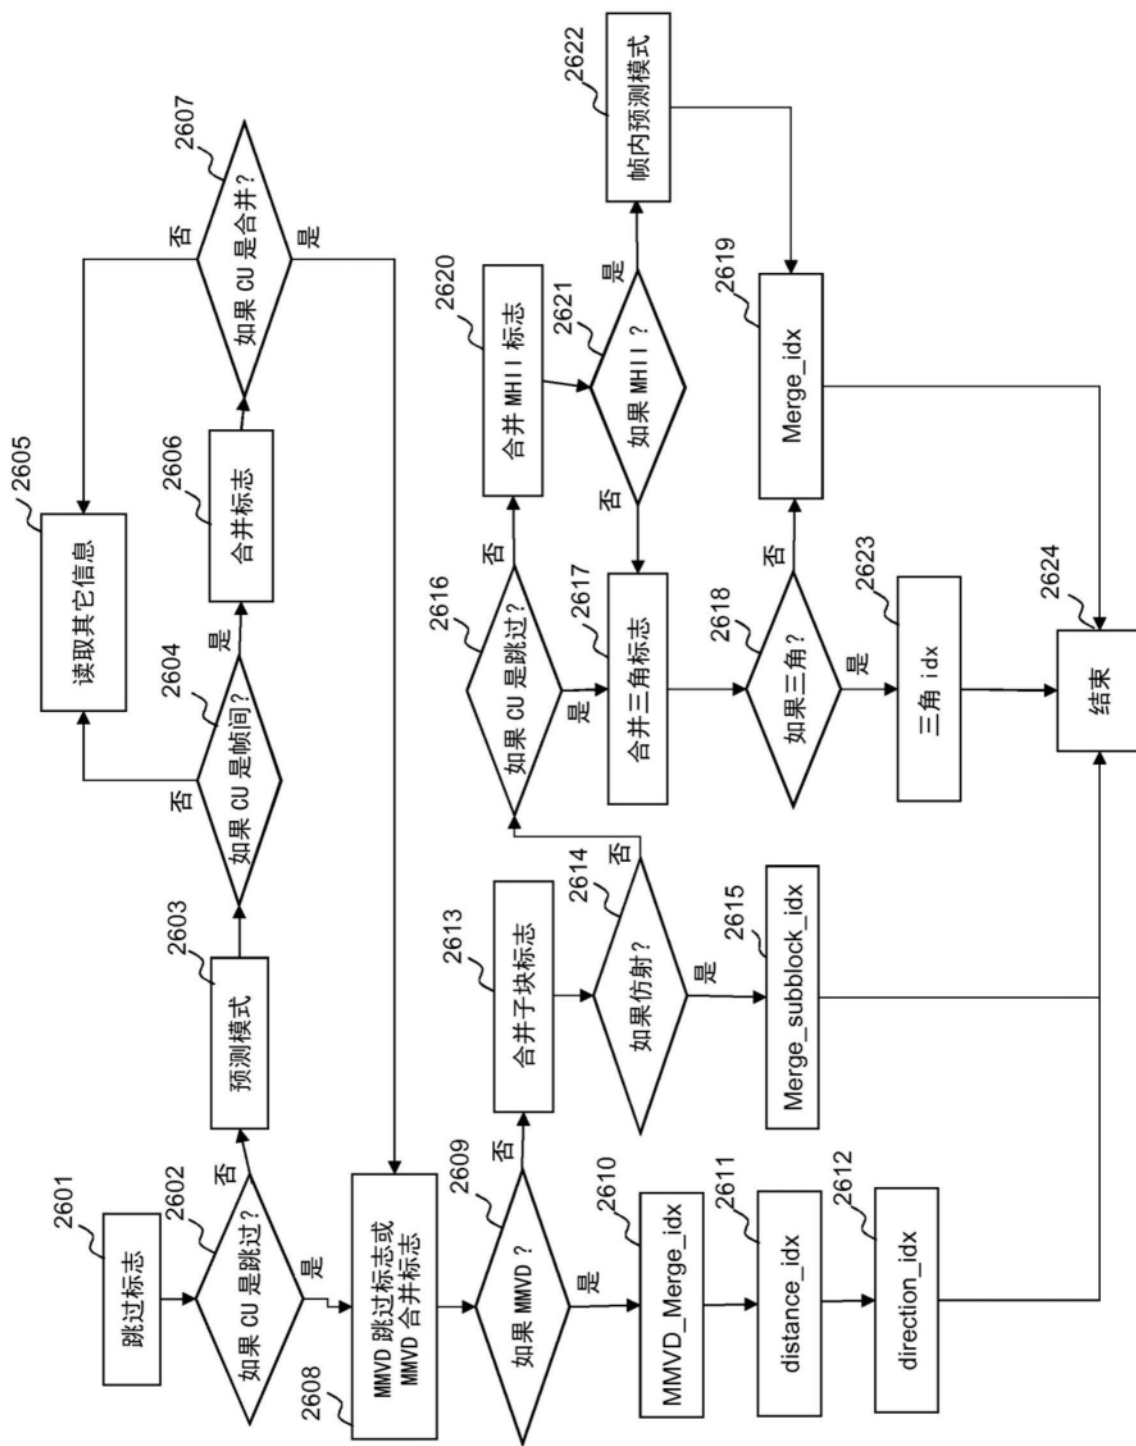 2601
跳过标志
2602
如果 CU 是跳过?
否
是
2603
预测模式
2604
如果 CU 是帧间?
否
是
2605
读取其它信息
2606
合并标志
2607
如果 CU 是合并?
否
是
2608
MMVD 跳过标志或
MMVD 合并标志
2609
如果 MMVD ?
否
是
2610
MMVD_Merge_idx
2611
distance_idx
2612
direction_idx
2613
合并子块标志
2614
如果仿射?
否
是
2615
Merge_subblock_idx
2616
如果 CU 是跳过?
否
是
2617
合并三角标志
2618
如果三角?
否
是
2619
Merge_idx
2620
合并 MHII 标志
2621
如果 MHII ?
否
是
2622
帧内预测模式
2623
三角 idx
2624
结束